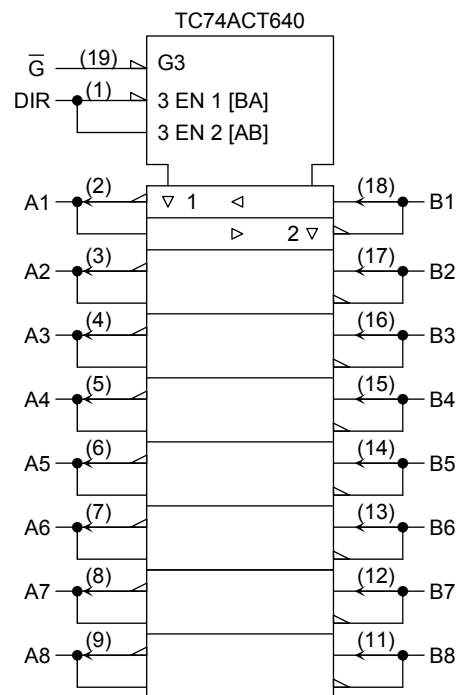 TC74ACT640
G̅ (19) G3
DIR (1) 3 EN 1 [BA]
3 EN 2 [AB]
A1 (2) ▽ 1 ◁ (18) B1
▷ 2 ▽
A2 (3) (17) B2
A3 (4) (16) B3
A4 (5) (15) B4
A5 (6) (14) B5
A6 (7) (13) B6
A7 (8) (12) B7
A8 (9) (11) B8